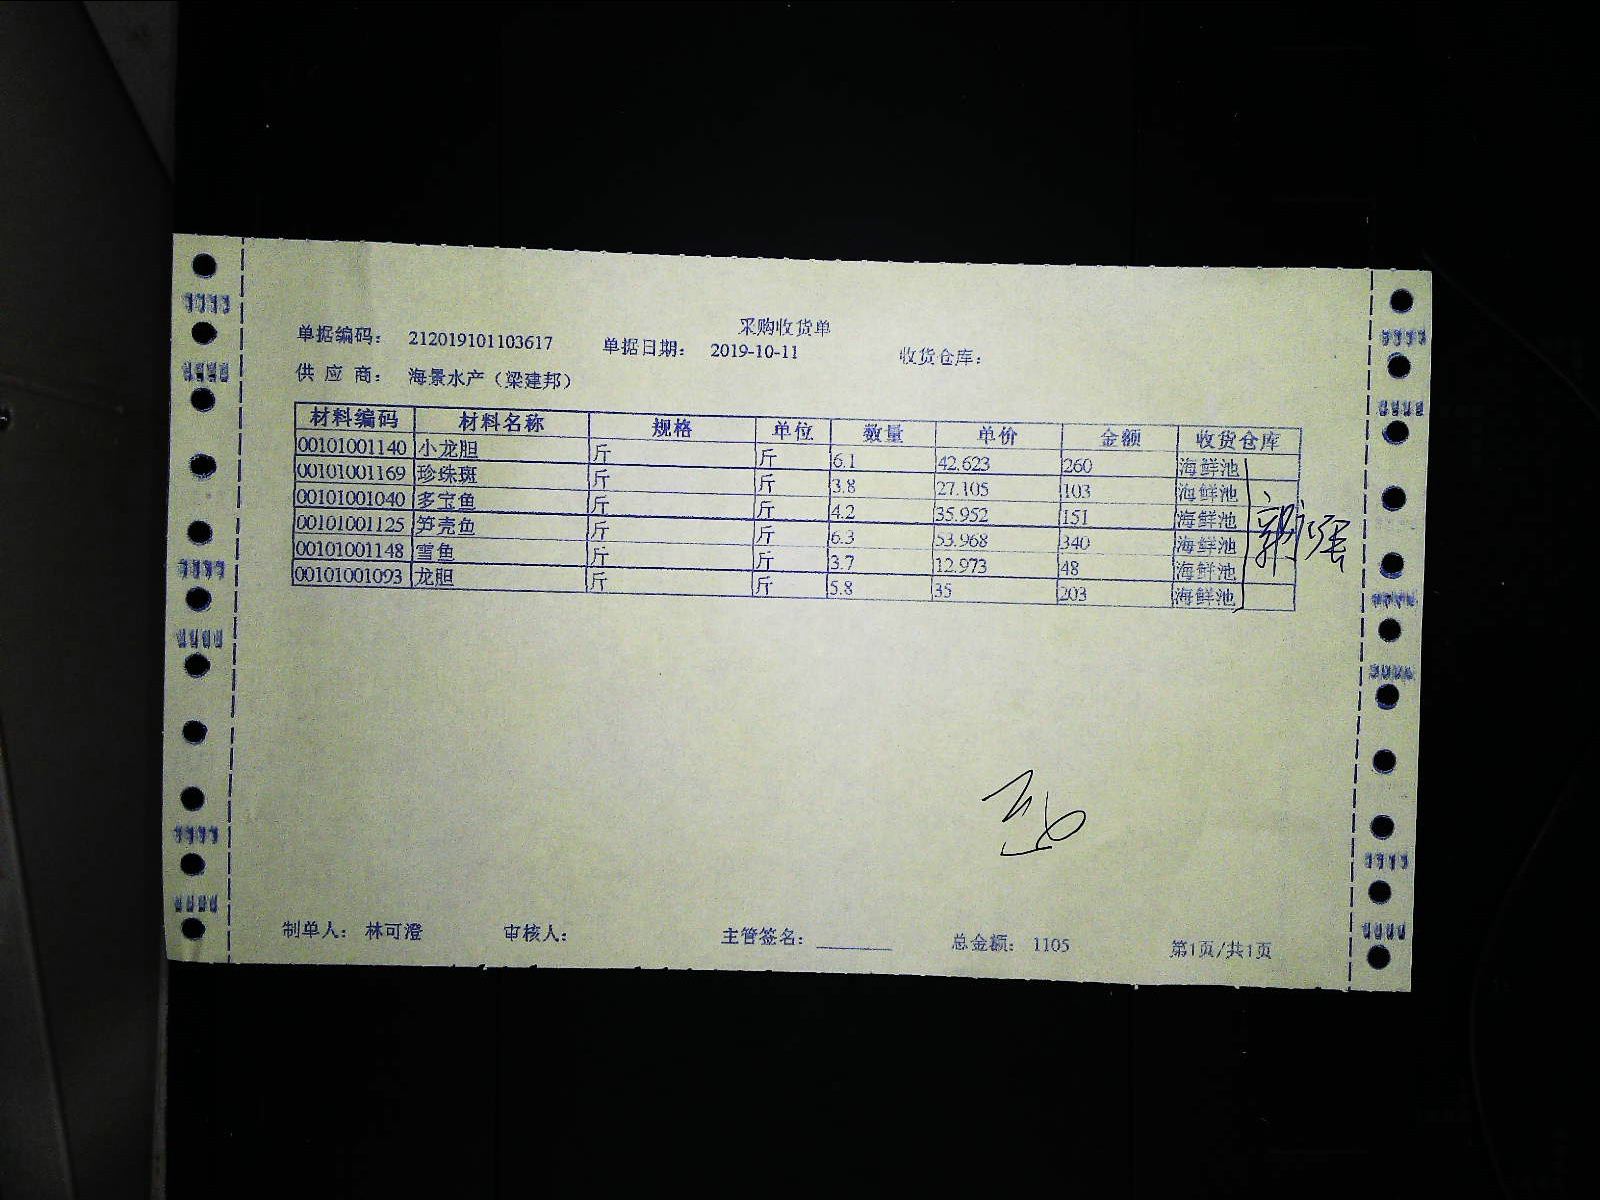 采购收货单
单据编码： 212019101103617 单据日期： 2019-10-11 收货仓库：
供 应 商： 海景水产（梁建邦）
材料编码 材料名称 规格 单位 数量 单价 金额 收货仓库
00101001140 小龙胆 斤 斤 6.1 42.623 260 海鲜池
00101001169 珍珠斑 斤 斤 3.8 27.105 103 海鲜池
00101001040 多宝鱼 斤 斤 4.2 35.952 151 海鲜池
00101001125 笋壳鱼 斤 斤 6.3 53.968 340 海鲜池
00101001148 雪鱼 斤 斤 3.7 12.973 48 海鲜池
00101001093 龙胆 斤 斤 5.8 35 203 海鲜池
制单人： 林可澄 审核人： 主管签名： 总金额： 1105 第1页/共1页